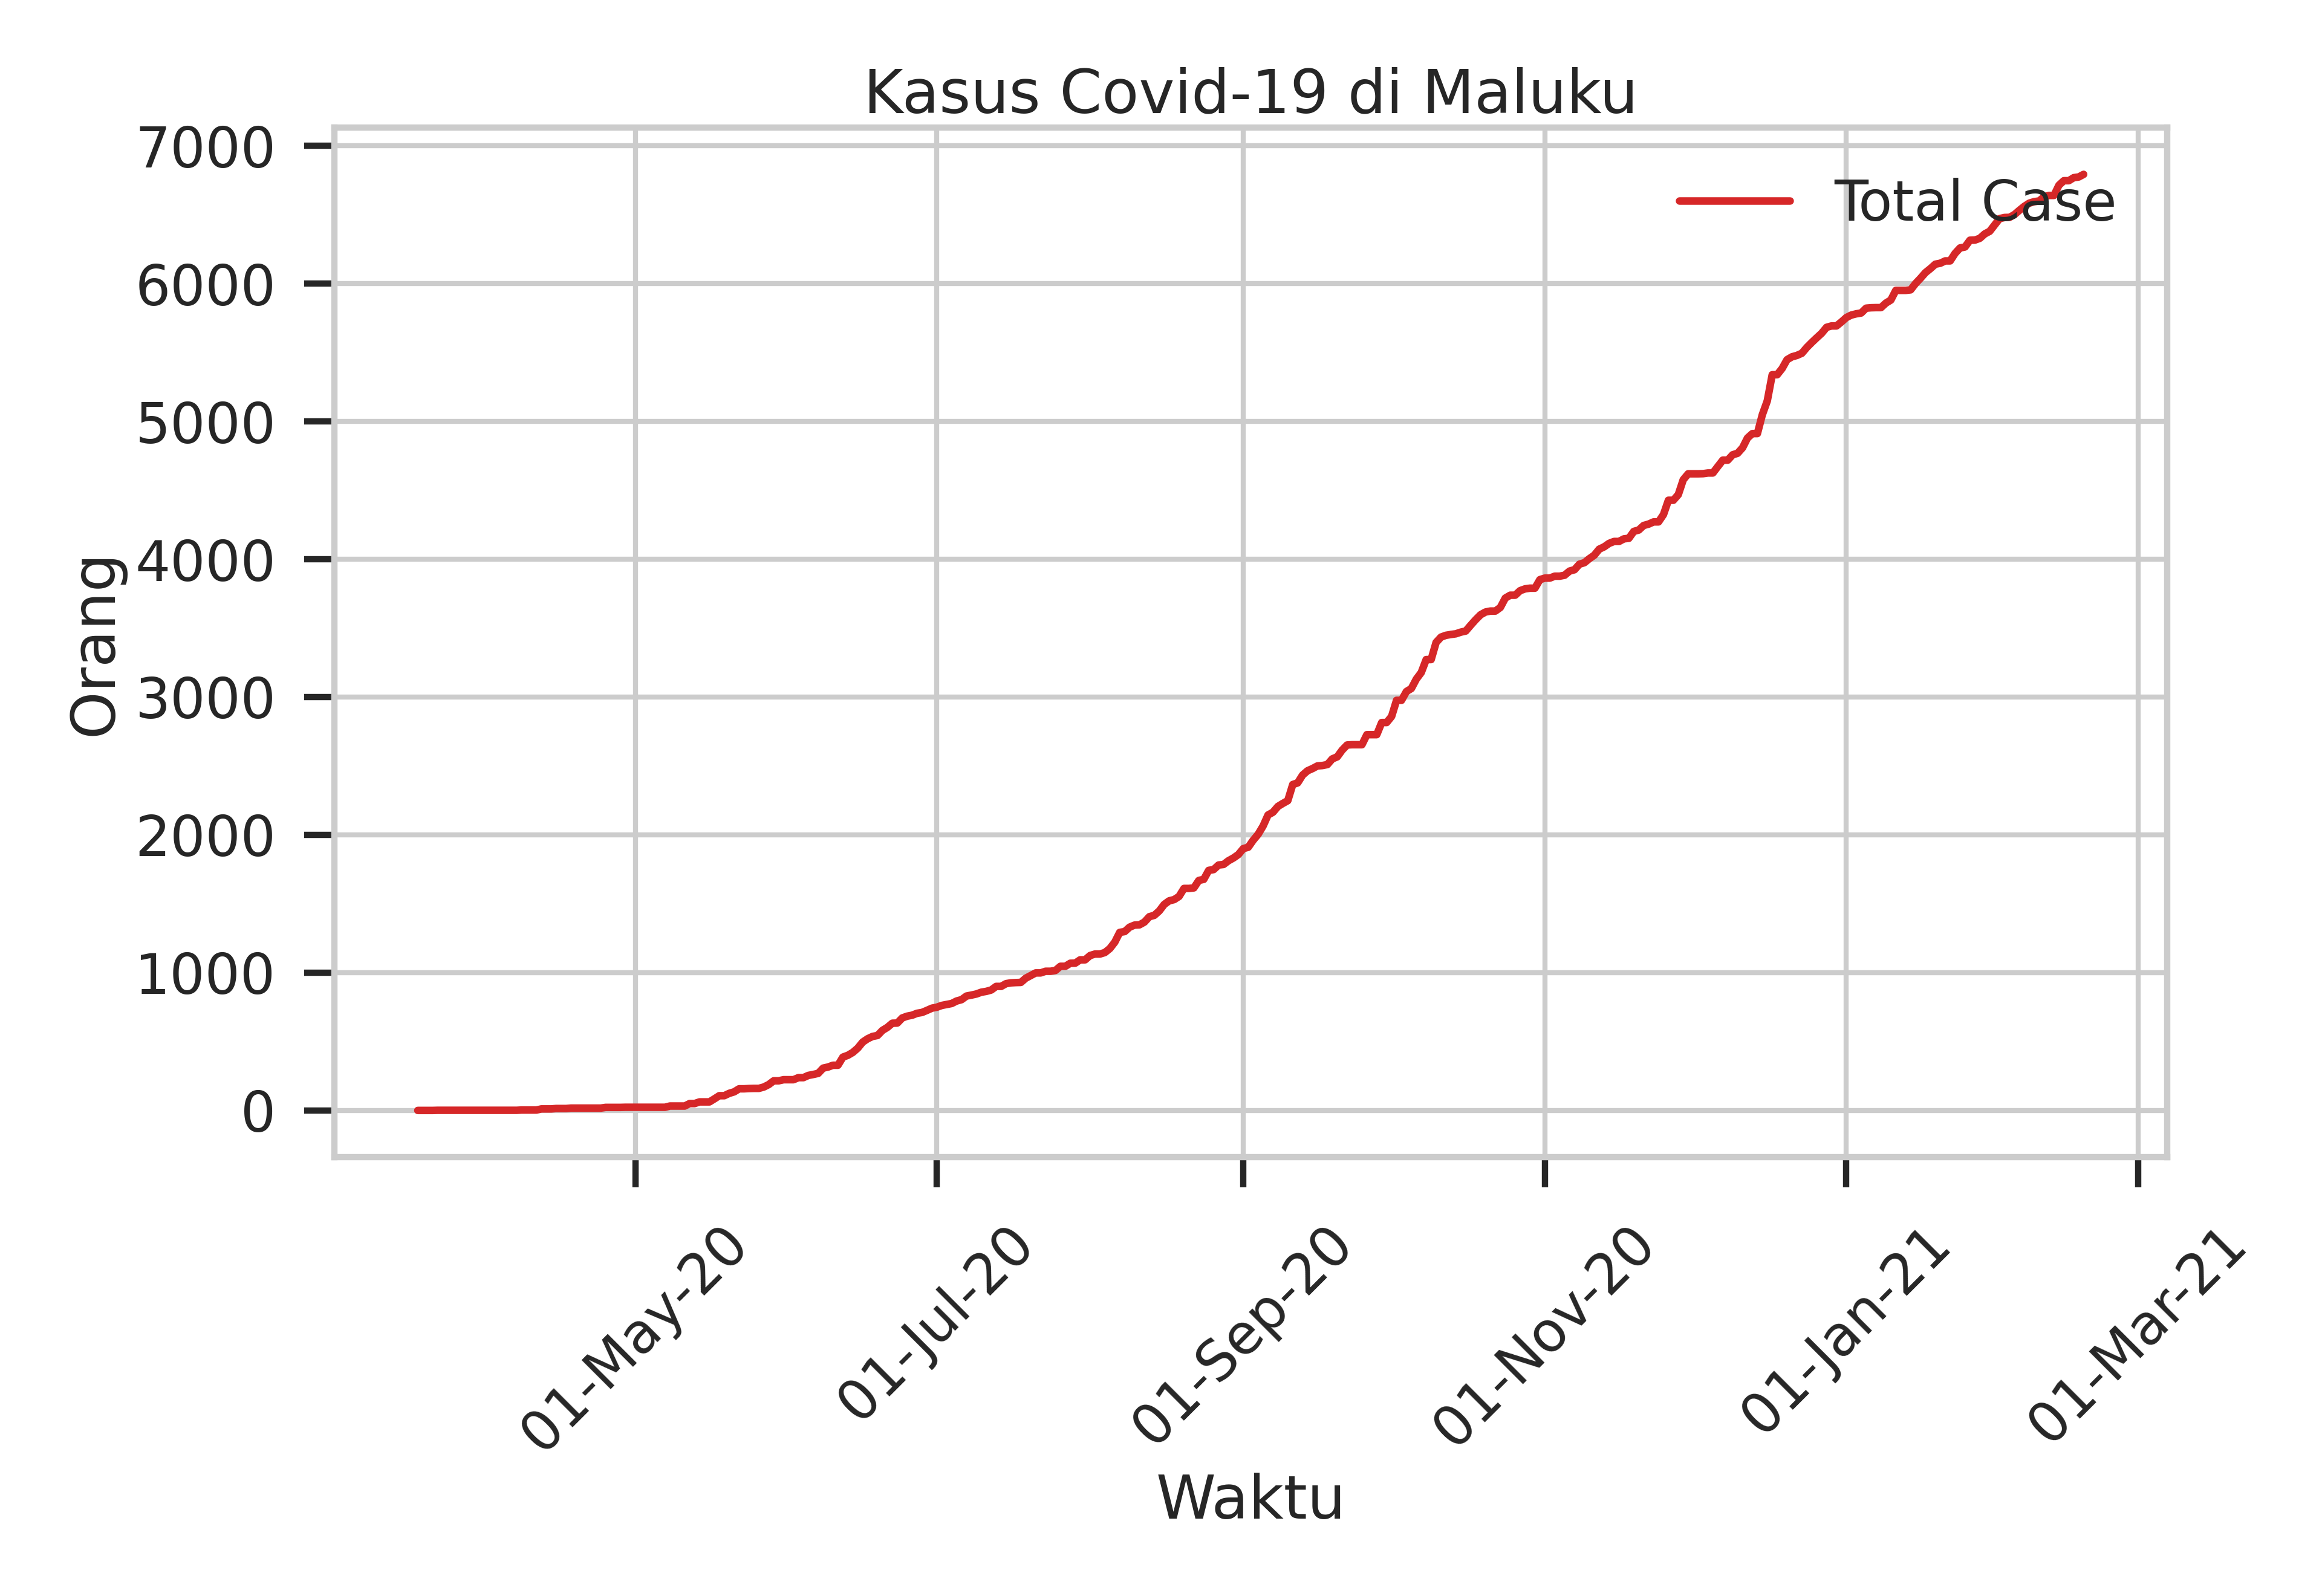 Kasus Covid-19 di Maluku
Total Case
7000
6000
5000
4000
3000
2000
1000
0
Orang
01-May-20
01-Jul-20
01-Sep-20
01-Nov-20
01-Jan-21
01-Mar-21
Waktu